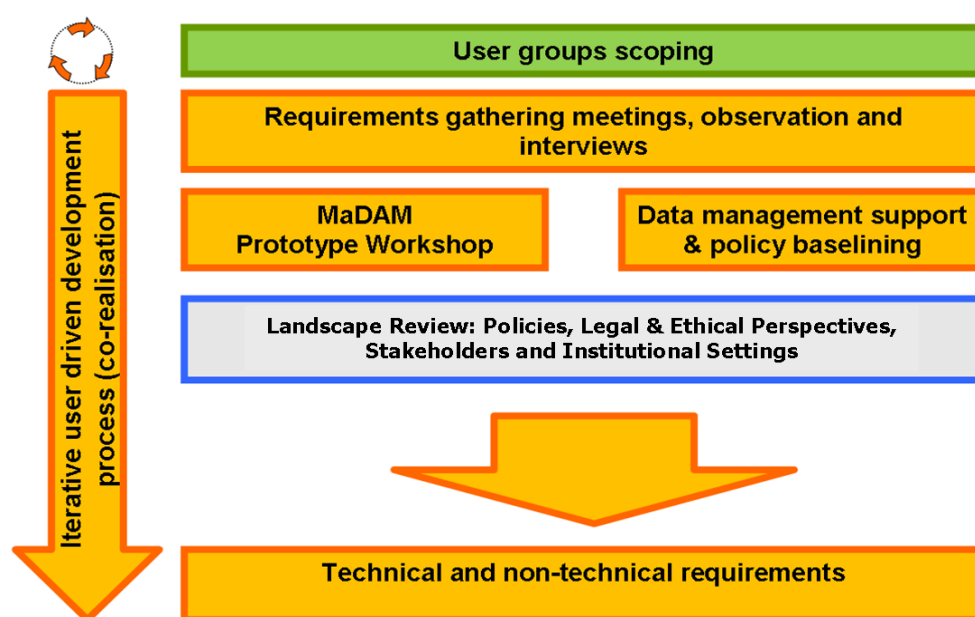 User groups scoping
Requirements gathering meetings, observation and
interviews
MaDAM
Prototype Workshop
Data management support
& policy baselining
Landscape Review: Policies, Legal & Ethical Perspectives,
Stakeholders and Institutional Settings
Iterative user driven development
process (co-realisation)
Technical and non-technical requirements